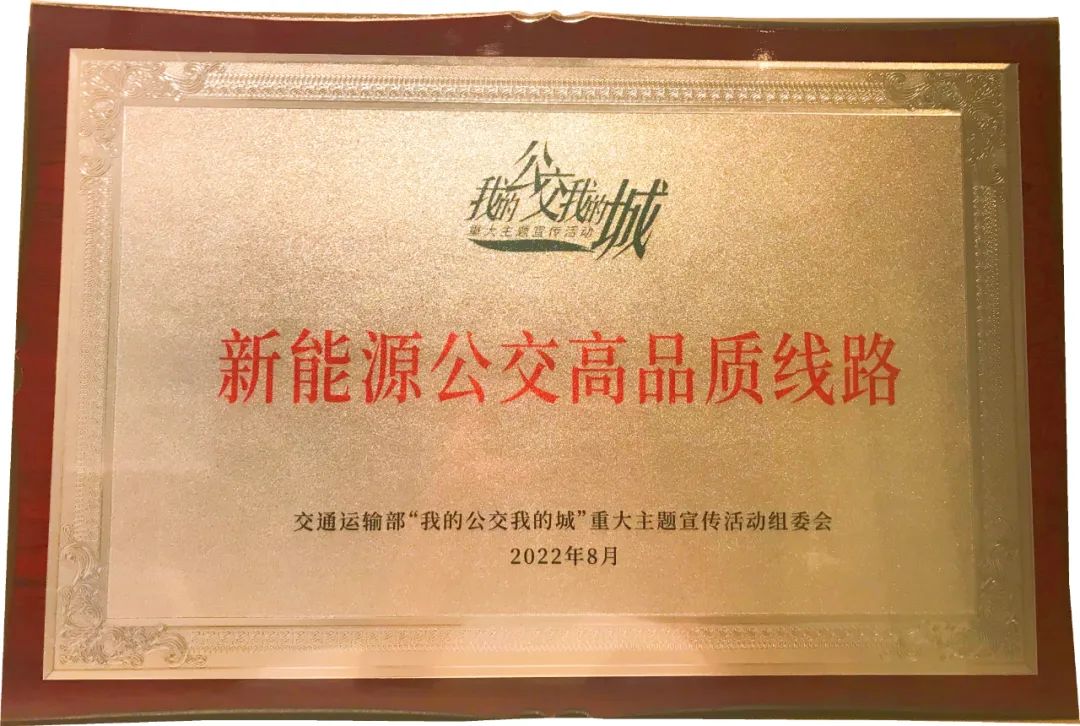 我的公交我的城
重大主题宣传活动
新能源公交高品质线路
交通运输部“我的公交我的城”重大主题宣传活动组委会
2022年8月